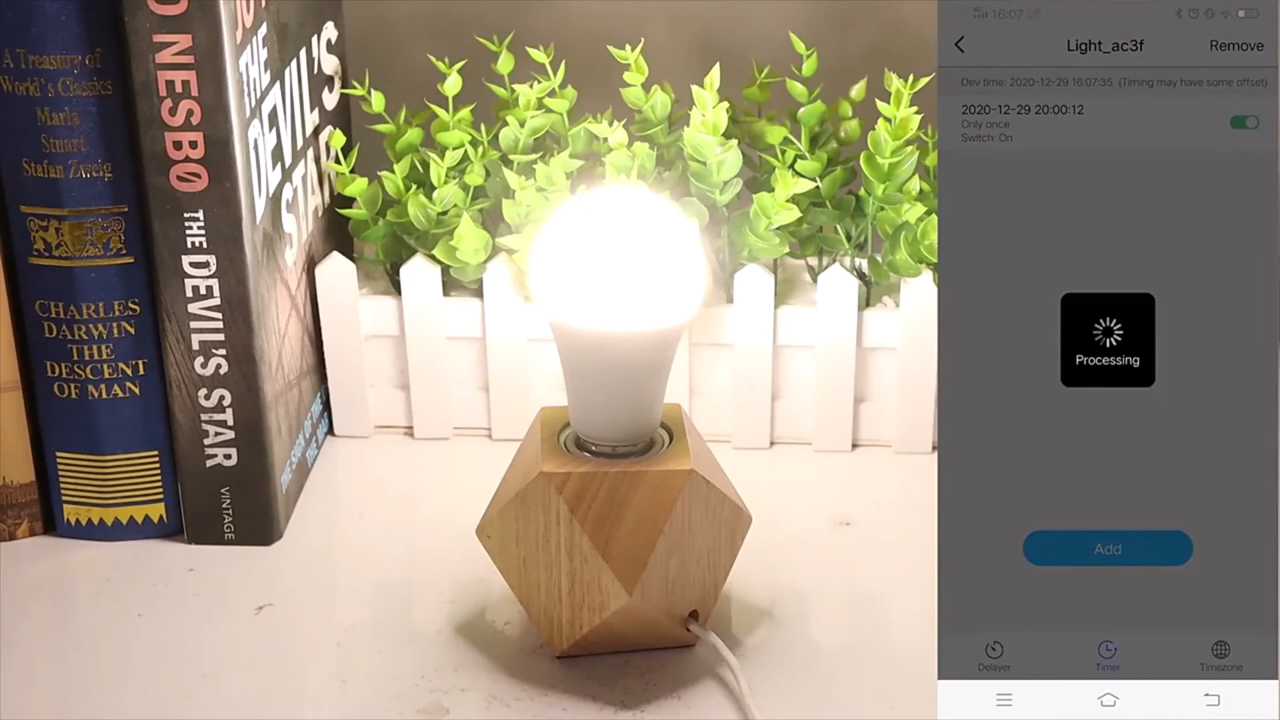 A Treasury of
World's Classics
Marls
Stuart
Stefan Zweig
CHARLES
DARWIN
THE
DESCENT
OF MAN
NESBØ
THE DEVIL'S STAR
VINTAGE
THE
DEVIL'S
STAR
16:07
Light_ac3f
Remove
Dev time: 2020-12-29 16:07:35 (Timing may have some offset)
2020-12-29 20:00:12
Only once
Switch: On
Processing
Add
Delayer
Timer
Timezone